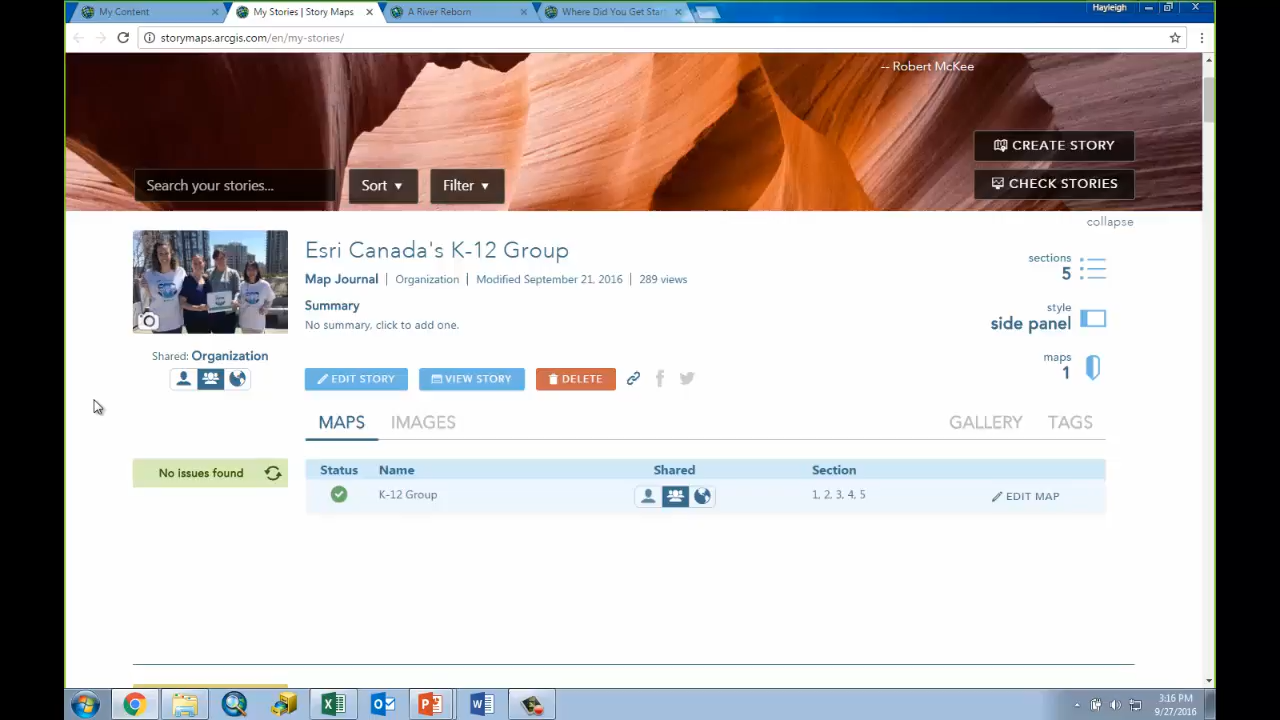 My Content
My Stories | Story Maps
A River Reborn
Where Did You Get Star
Hayleigh
storymaps.arcgis.com/en/my-stories/
-- Robert McKee
CREATE STORY
Search your stories...
Sort
Filter
CHECK STORIES
collapse
Esri Canada's K-12 Group
Map Journal | Organization | Modified September 21, 2016 | 289 views
Summary
No summary, click to add one.
sections
5
style
side panel
maps
1
Shared: Organization
EDIT STORY
VIEW STORY
DELETE
MAPS
IMAGES
GALLERY
TAGS
No issues found
Status Name Shared Section
K-12 Group 1, 2, 3, 4, 5 EDIT MAP
3:16 PM
9/27/2016